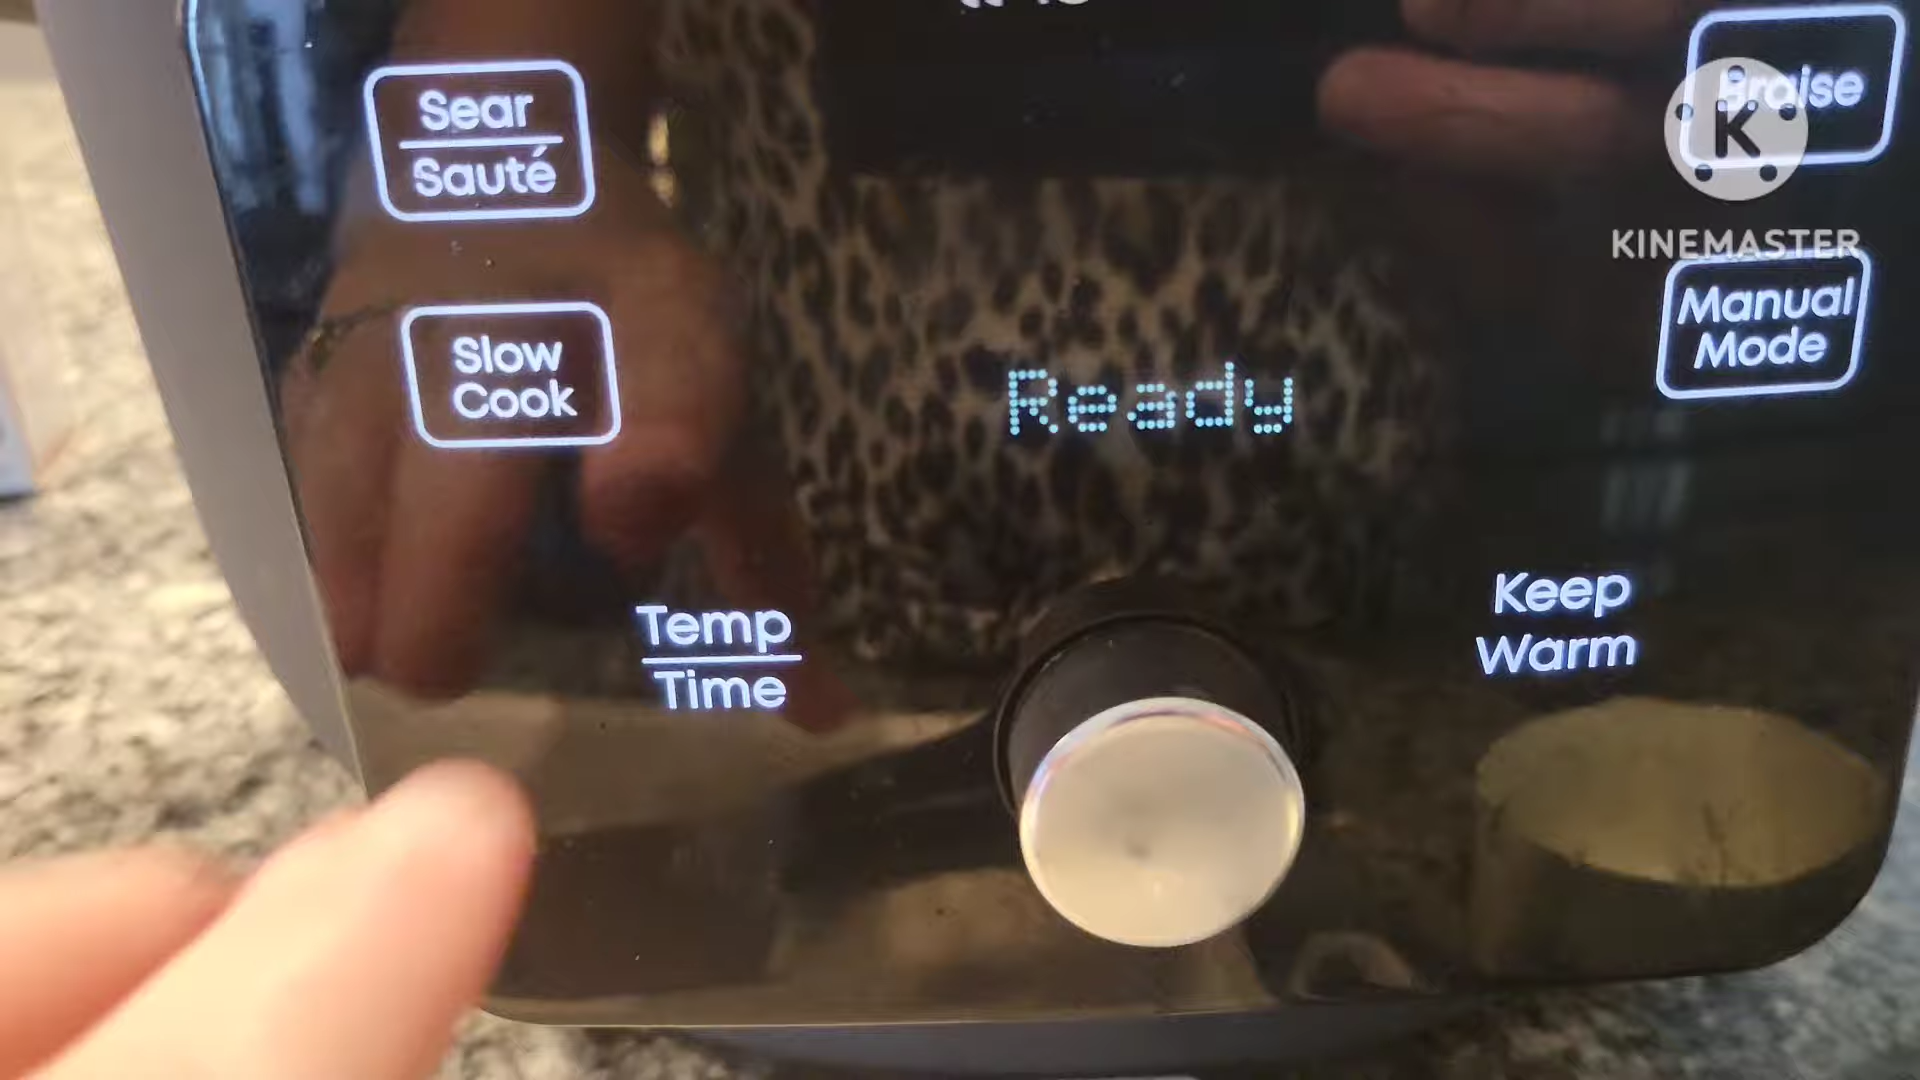 Sear
Sauté
Braise
K
KINEMASTER
Slow
Cook
Ready
Manual
Mode
Temp
Time
Keep
Warm